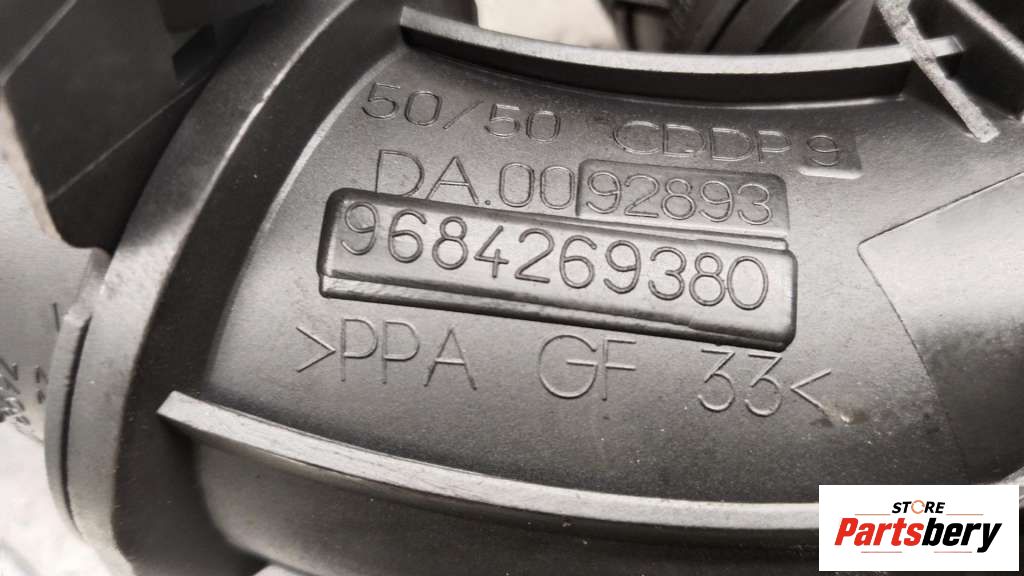 50/50 CDDP 9
DA.0092893
9684269380
>PPA GF 33<
STORE
Partsbery